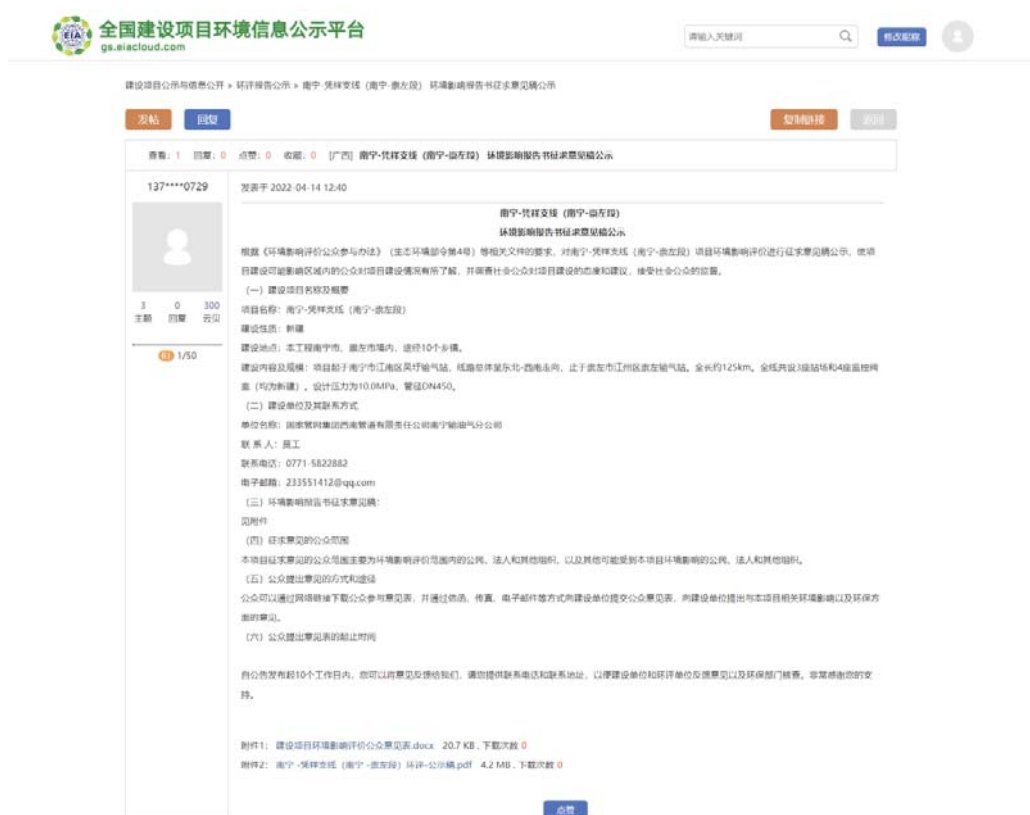 全国建设项目环境信息公示平台
gs.eiacloud.com
请输入关键词
修改昵称
建设项目公示与信息公开 » 环评报告公示 » 南宁-凭祥支线（南宁-崇左段） 环境影响报告书征求意见稿公示
发帖 回复
复制链接 返回
查看：1 回复：0 点赞：0 收藏：0 [广西] 南宁-凭祥支线（南宁-崇左段） 环境影响报告书征求意见稿公示
137****0729
发表于 2022-04-14 12:40
3 0 300
主题 回复 云贝
1/50
南宁-凭祥支线（南宁-崇左段）
环境影响报告书征求意见稿公示
根据《环境影响评价公众参与办法》（生态环境部令第4号）等相关文件的要求，对南宁-凭祥支线（南宁-崇左段）项目环境影响评价进行征求意见稿公示，使项
目建设可能影响区域内的公众对项目建设情况有所了解，并调查社会公众对项目建设的态度和建议，接受社会公众的监督。
（一）建设项目名称及概要
项目名称：南宁-凭祥支线（南宁-崇左段）
建设性质：新建
建设地点：本工程南宁市、崇左市境内，途经10个乡镇。
建设内容及规模：项目起于南宁市江南区吴圩输气站，线路总体呈东北-西南走向，止于崇左市江州区崇左输气站。全长约125km。全线共设3座站场和4座监控阀
室（均为新建）。设计压力为10.0MPa、管径DN450。
（二）建设单位及其联系方式
单位名称：国家管网集团西南管道有限责任公司南宁输油气分公司
联 系 人：晁工
联系电话：0771-5822882
电子邮箱：233551412@qq.com
（三）环境影响报告书征求意见稿：
见附件
（四）征求意见的公众范围
本项目征求意见的公众范围主要为环境影响评价范围内的公民、法人和其他组织，以及其他可能受到本项目环境影响的公民、法人和其他组织。
（五）公众提出意见的方式和途径
公众可以通过网络链接下载公众参与意见表，并通过信函、传真、电子邮件等方式向建设单位提交公众意见表，向建设单位提出与本项目相关环境影响以及环保方
面的意见。
（六）公众提出意见表的起止时间
自公告发布起10个工作日内，您可以将意见反馈给我们，请您提供联系电话和联系地址，以便建设单位和环评单位反馈意见以及环保部门核查。非常感谢您的支
持。
附件1：建设项目环境影响评价公众意见表.docx 20.7 KB，下载次数 0
附件2：南宁 -凭祥支线（南宁 -崇左段）环评-公示稿.pdf 4.2 MB，下载次数 0
点赞